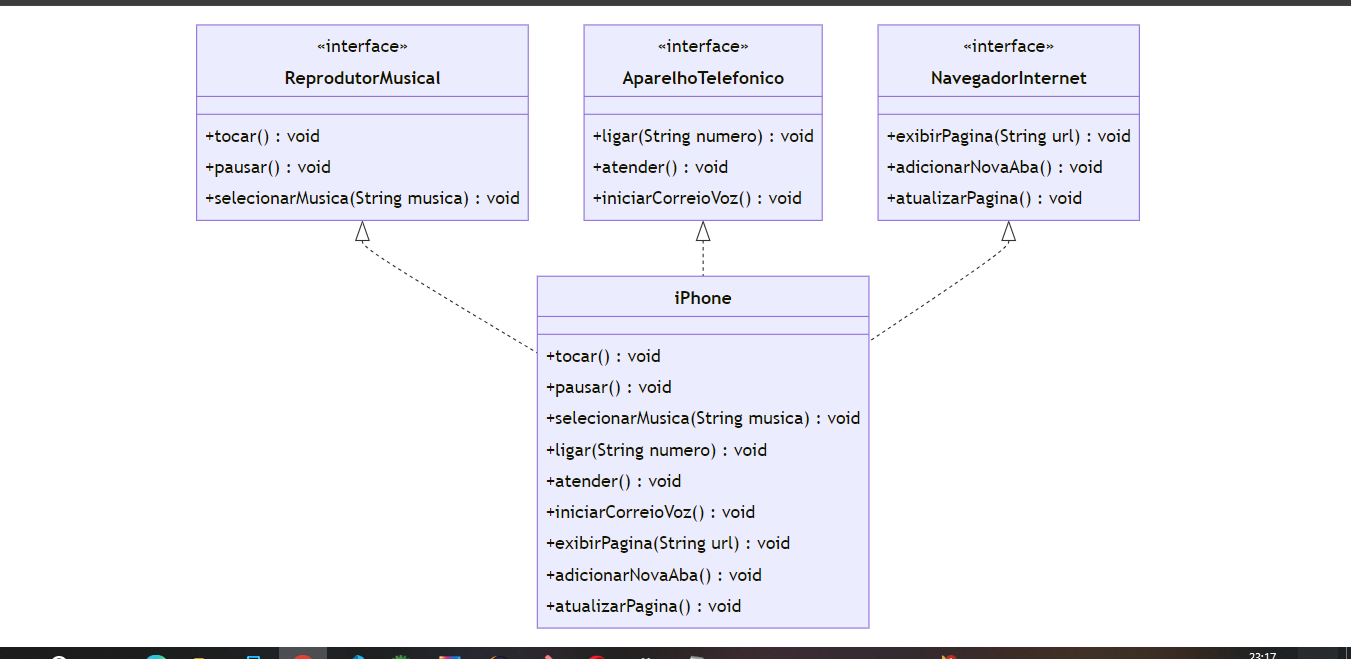 «interface»
ReprodutorMusical
+tocar() : void
+pausar() : void
+selecionarMusica(String musica) : void
«interface»
AparelhoTelefonico
+ligar(String numero) : void
+atender() : void
+iniciarCorreioVoz() : void
«interface»
NavegadorInternet
+exibirPagina(String url) : void
+adicionarNovaAba() : void
+atualizarPagina() : void
iPhone
+tocar() : void
+pausar() : void
+selecionarMusica(String musica) : void
+ligar(String numero) : void
+atender() : void
+iniciarCorreioVoz() : void
+exibirPagina(String url) : void
+adicionarNovaAba() : void
+atualizarPagina() : void
23:17